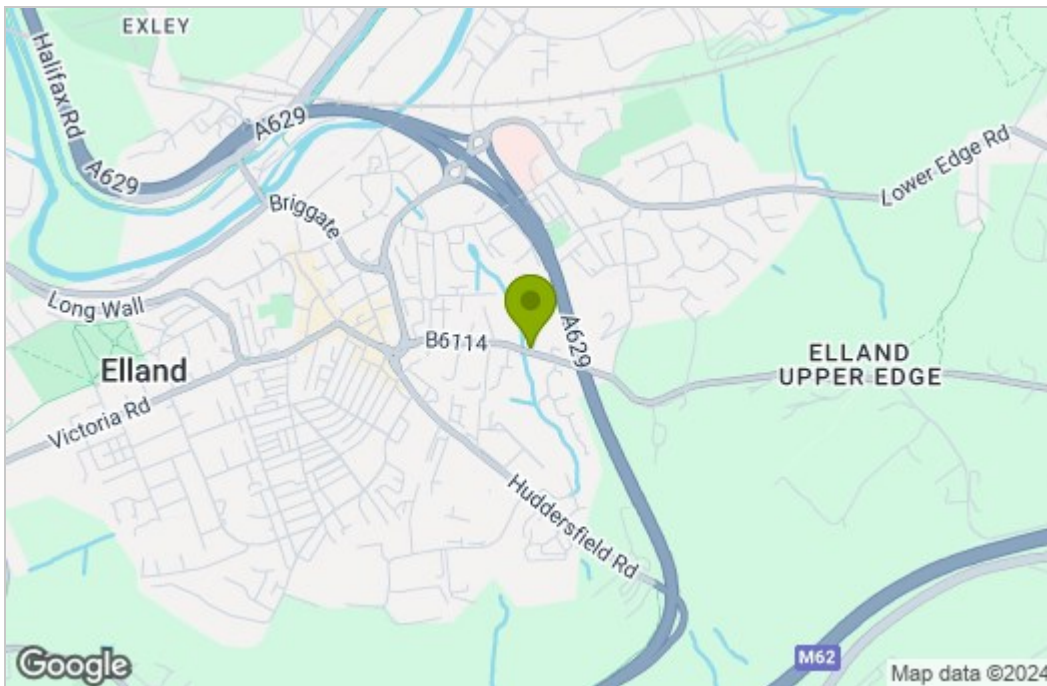 EXLEY
Halifax Rd
A629
A629
Lower Edge Rd
Briggate
Long Wall
B6114
A629
ELLAND
UPPER EDGE
Elland
Victoria Rd
Huddersfield Rd
M62
Google
Map data ©2024